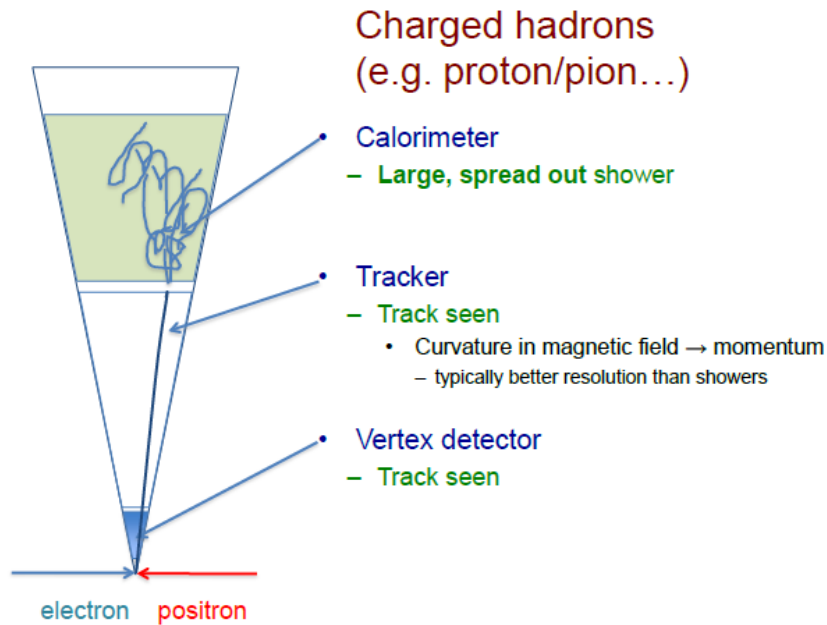 Charged hadrons
(e.g. proton/pion…)
• Calorimeter
– Large, spread out shower
• Tracker
– Track seen
• Curvature in magnetic field → momentum
– typically better resolution than showers
• Vertex detector
– Track seen
electron positron